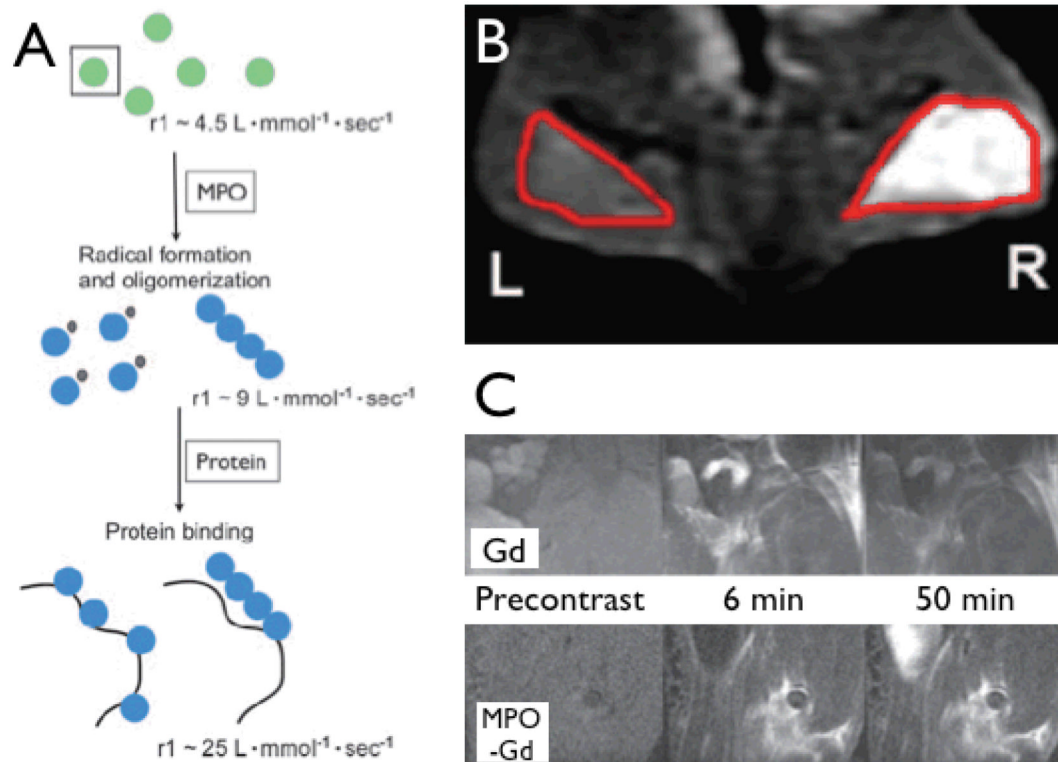 A
r1 ~ 4.5 L·mmol⁻¹·sec⁻¹
MPO
Radical formation
and oligomerization
r1 ~ 9 L·mmol⁻¹·sec⁻¹
Protein
Protein binding
r1 ~ 25 L·mmol⁻¹·sec⁻¹
B
L
R
C
Gd
Precontrast 6 min 50 min
MPO
-Gd